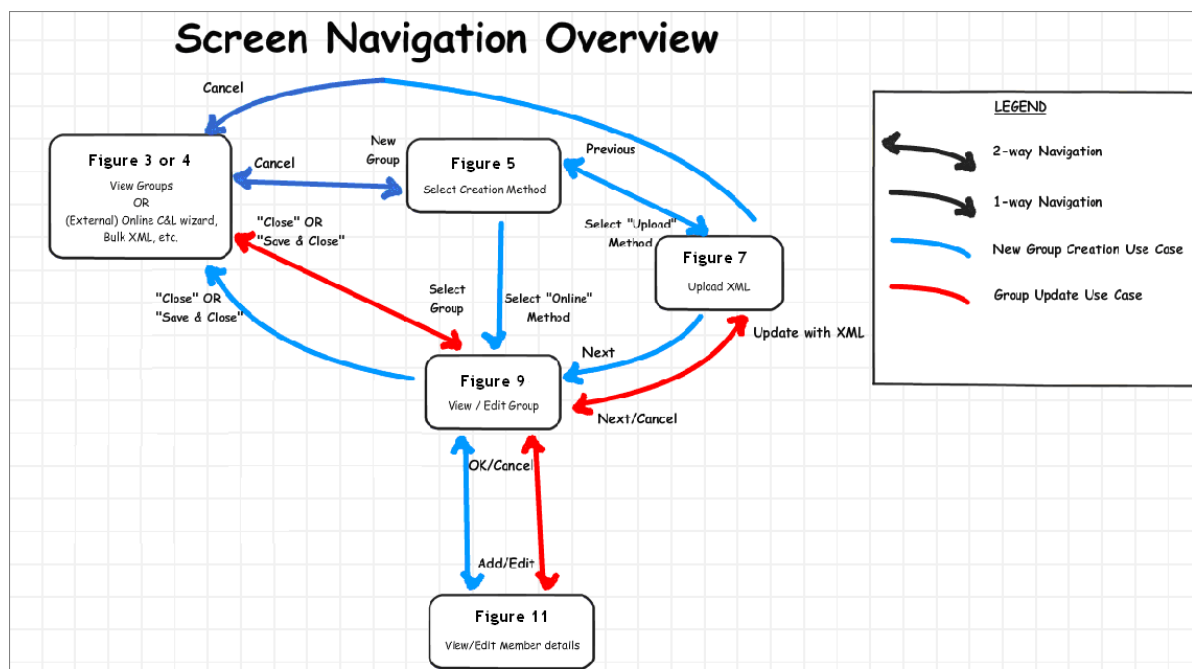 Screen Navigation Overview
Cancel
Figure 3 or 4
View Groups
OR
(External) Online C&L wizard,
Bulk XML, etc.
Cancel
New
Group
Figure 5
Select Creation Method
Previous
Select "Upload"
Method
Figure 7
Upload XML
"Close" OR
"Save & Close"
"Close" OR
"Save & Close"
Select
Group
Select "Online"
Method
Next
Update with XML
Figure 9
View / Edit Group
Next/Cancel
OK/Cancel
Add/Edit
Figure 11
View/Edit Member details
LEGEND
2-way Navigation
1-way Navigation
New Group Creation Use Case
Group Update Use Case